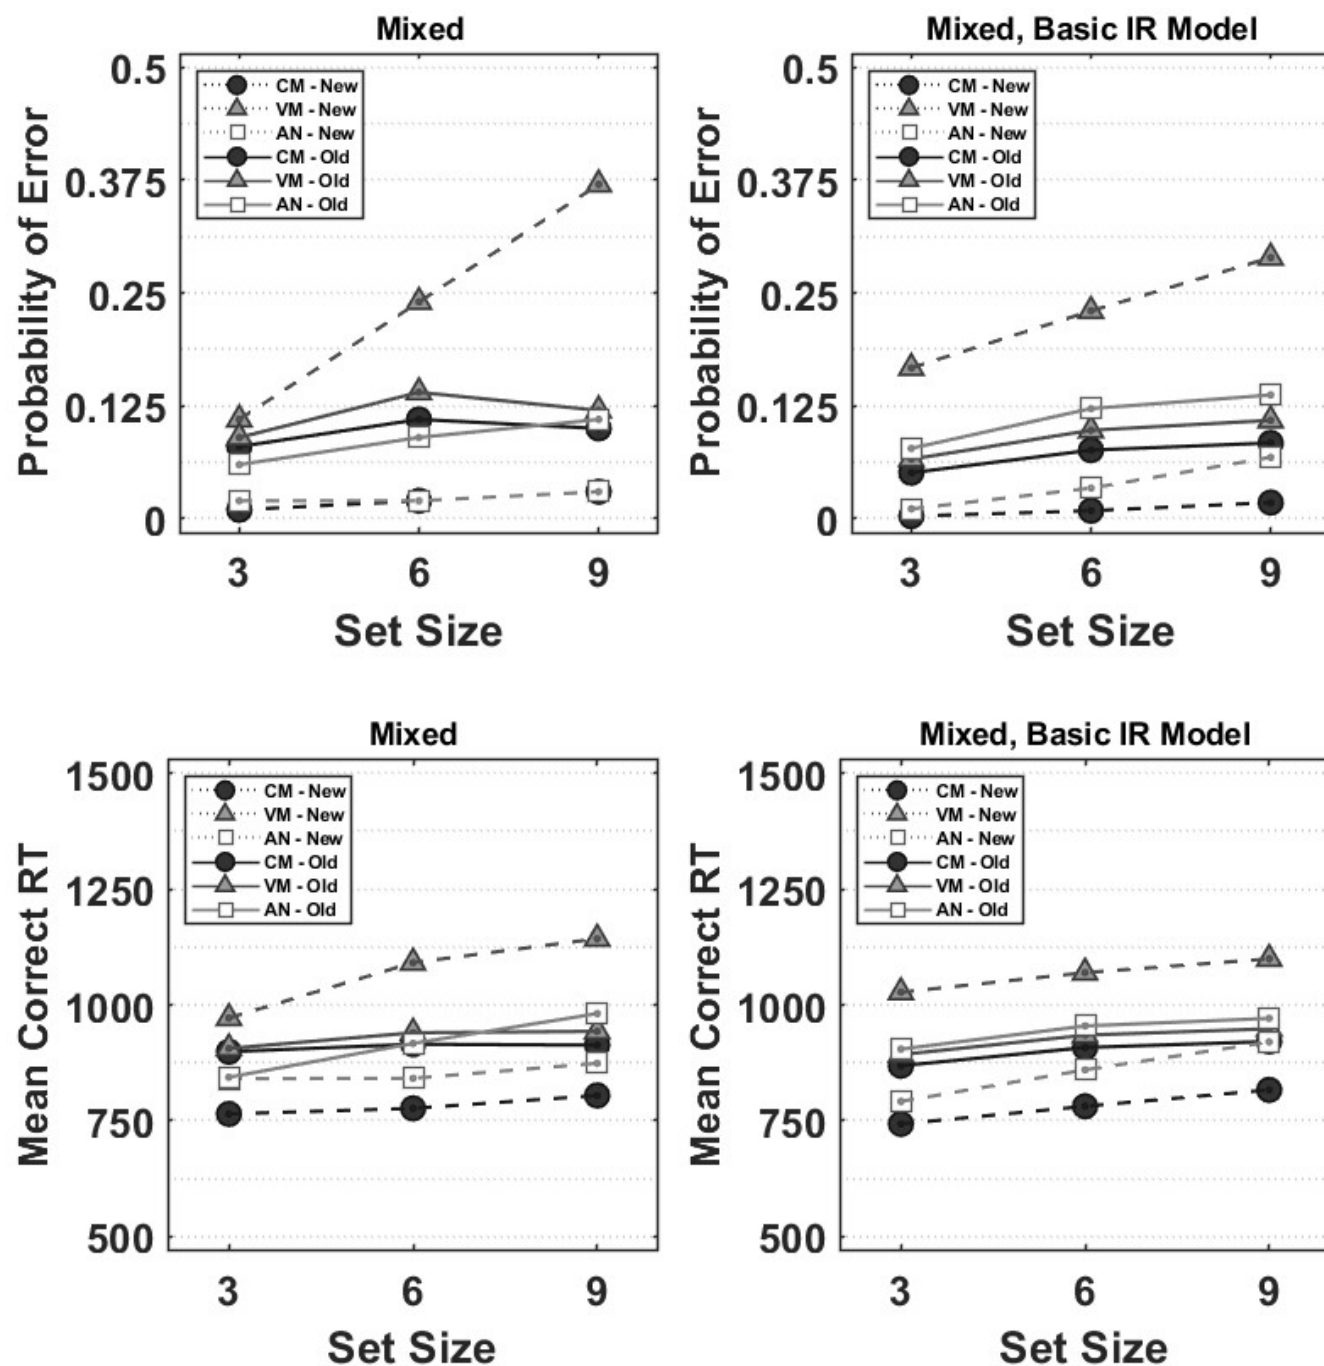 Mixed
Probability of Error
0.5
0.375
0.25
0.125
0
CM - New
VM - New
AN - New
CM - Old
VM - Old
AN - Old
3 6 9
Set Size
Mixed, Basic IR Model
Probability of Error
0.5
0.375
0.25
0.125
0
CM - New
VM - New
AN - New
CM - Old
VM - Old
AN - Old
3 6 9
Set Size
Mixed
Mean Correct RT
1500
1250
1000
750
500
CM - New
VM - New
AN - New
CM - Old
VM - Old
AN - Old
3 6 9
Set Size
Mixed, Basic IR Model
Mean Correct RT
1500
1250
1000
750
500
CM - New
VM - New
AN - New
CM - Old
VM - Old
AN - Old
3 6 9
Set Size